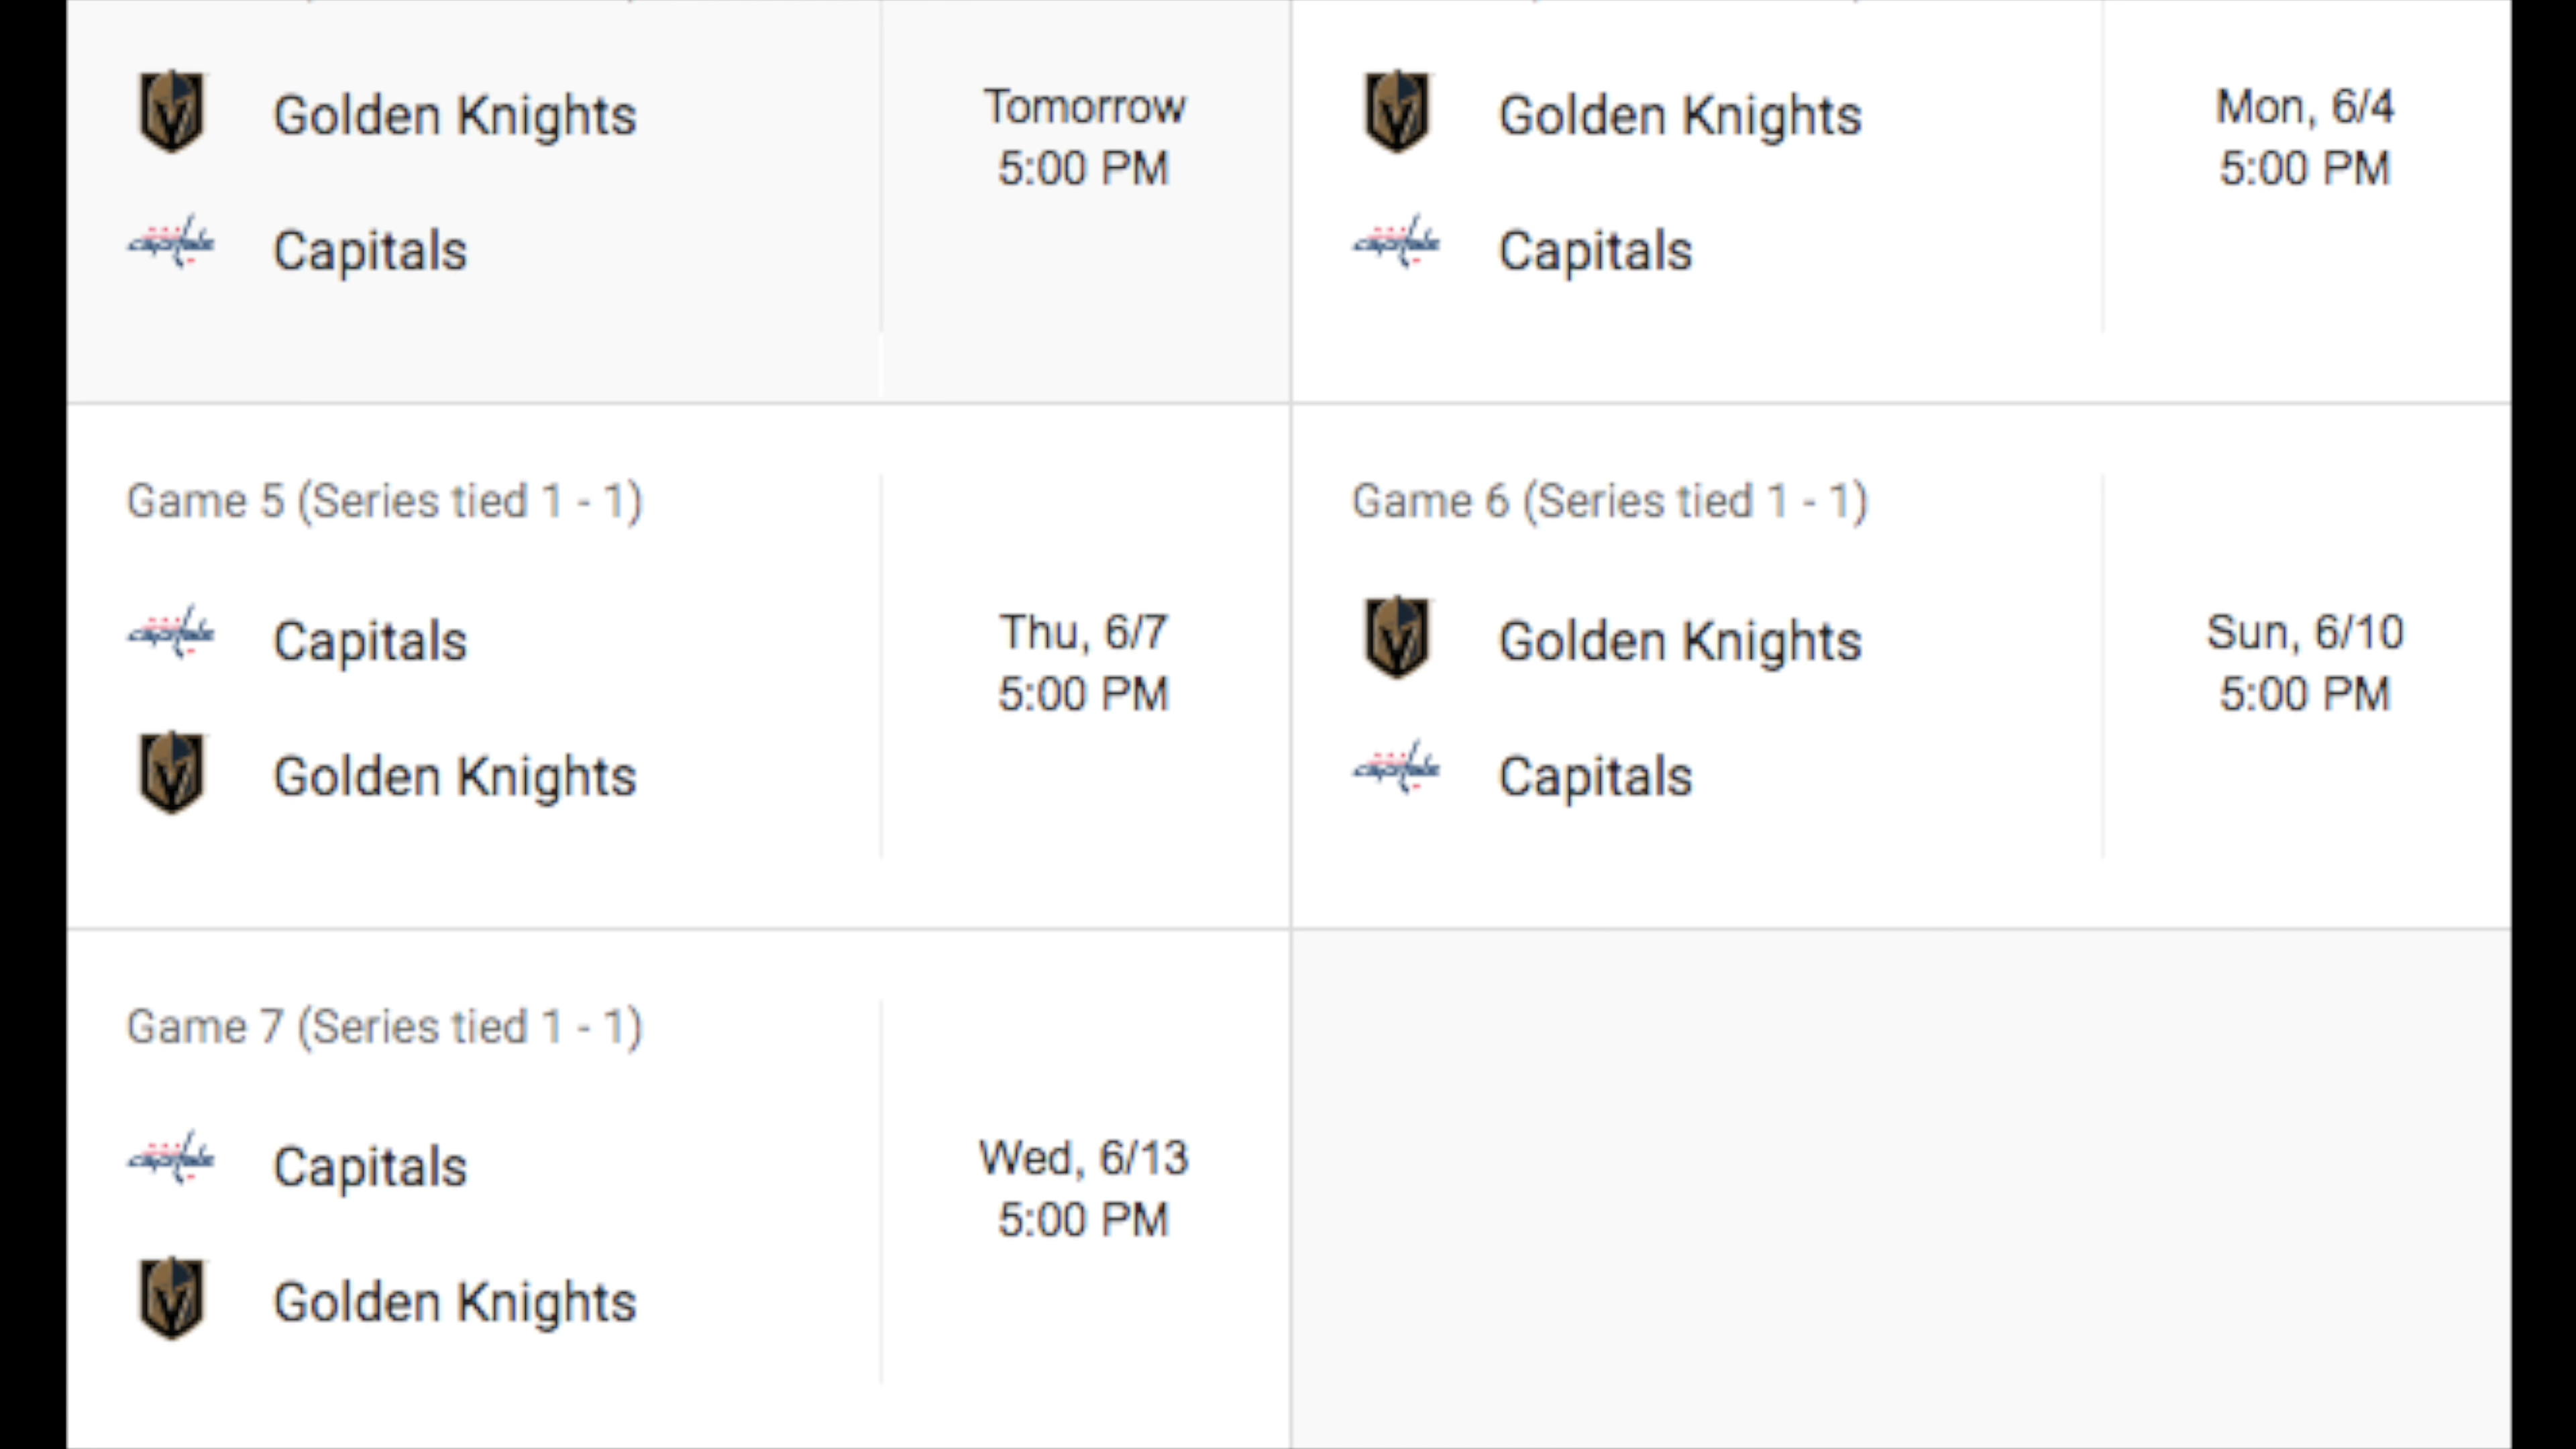 Golden Knights
Capitals
Tomorrow
5:00 PM
Golden Knights
Capitals
Mon, 6/4
5:00 PM
Game 5 (Series tied 1 - 1)
Capitals
Golden Knights
Thu, 6/7
5:00 PM
Game 6 (Series tied 1 - 1)
Golden Knights
Capitals
Sun, 6/10
5:00 PM
Game 7 (Series tied 1 - 1)
Capitals
Golden Knights
Wed, 6/13
5:00 PM